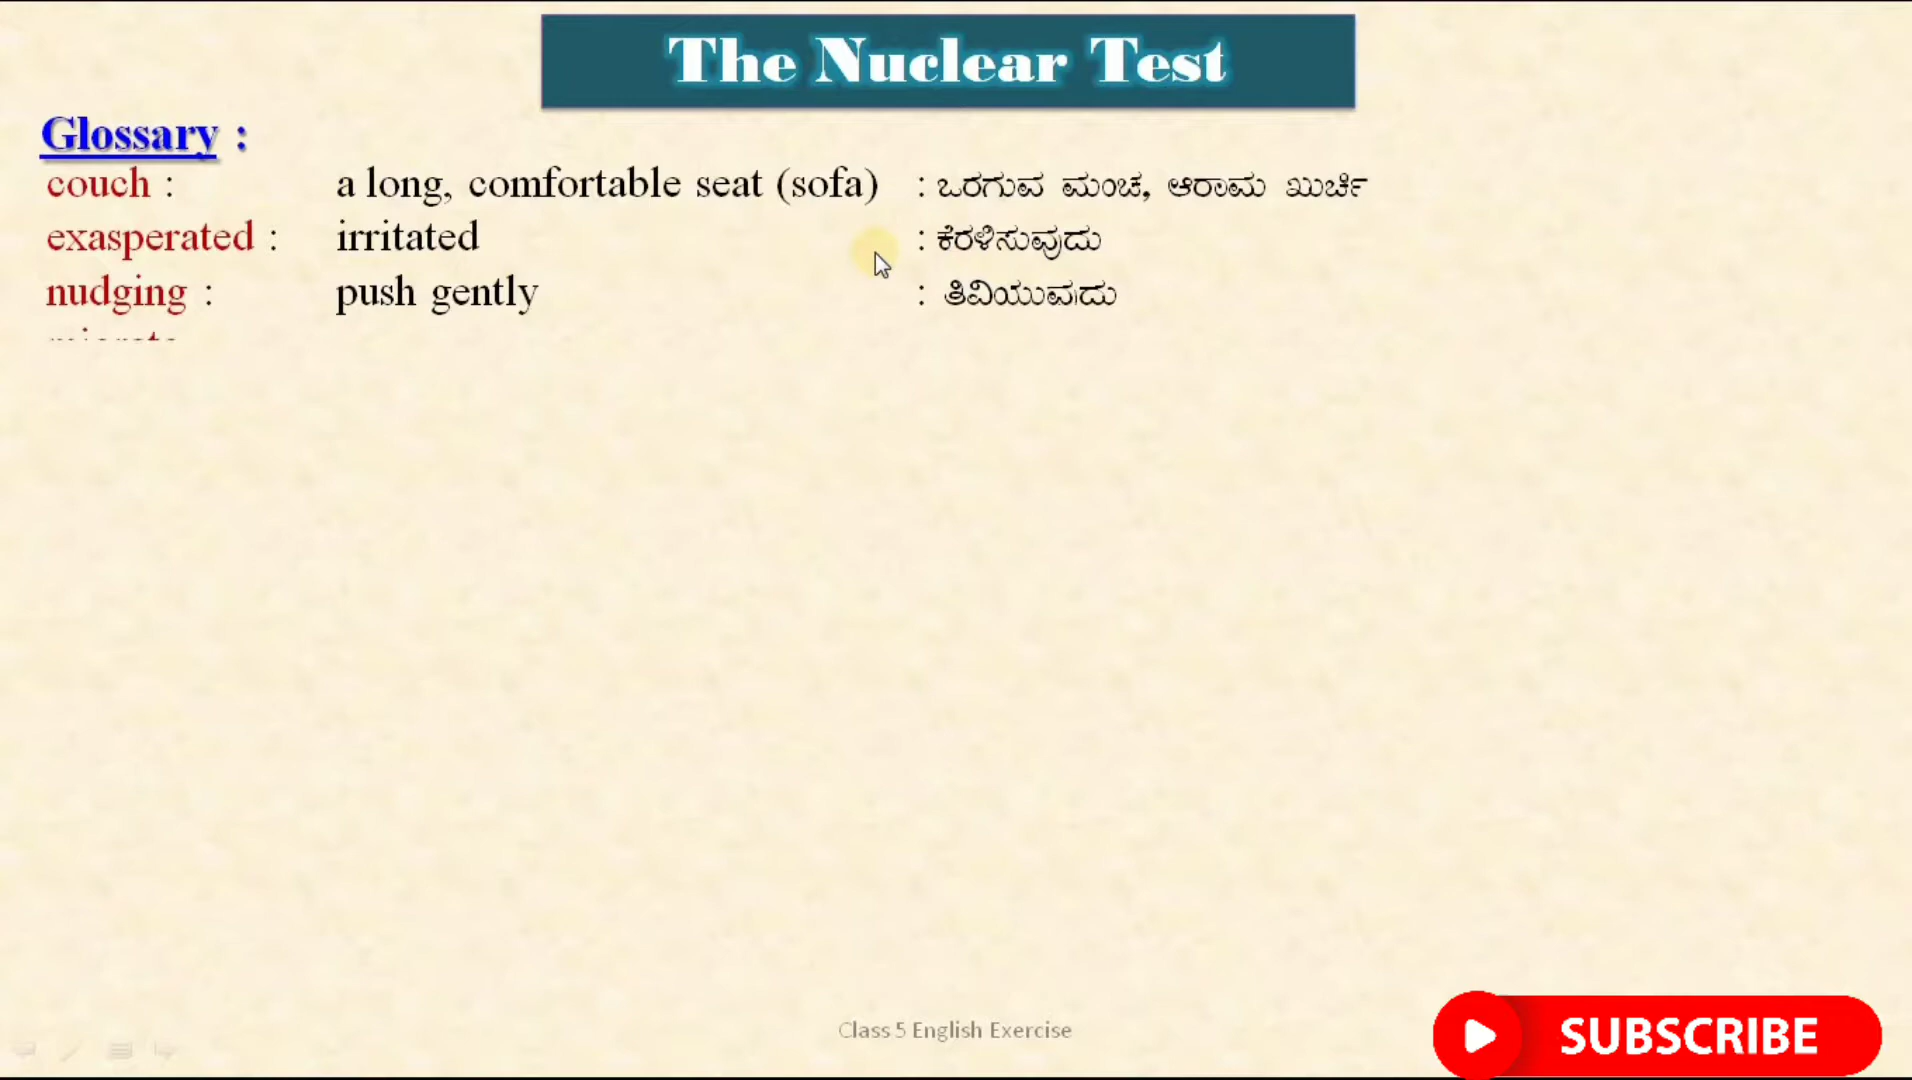 The Nuclear Test
Glossary :
couch : a long, comfortable seat (sofa) : ಒರಗುವ ಮಂಚ, ಆರಾಮ ಖುರ್ಚಿ
exasperated : irritated : ಕೆರಳಿಸುವುದು
nudging : push gently : ತಿವಿಯುವುದು
Class 5 English Exercise
SUBSCRIBE